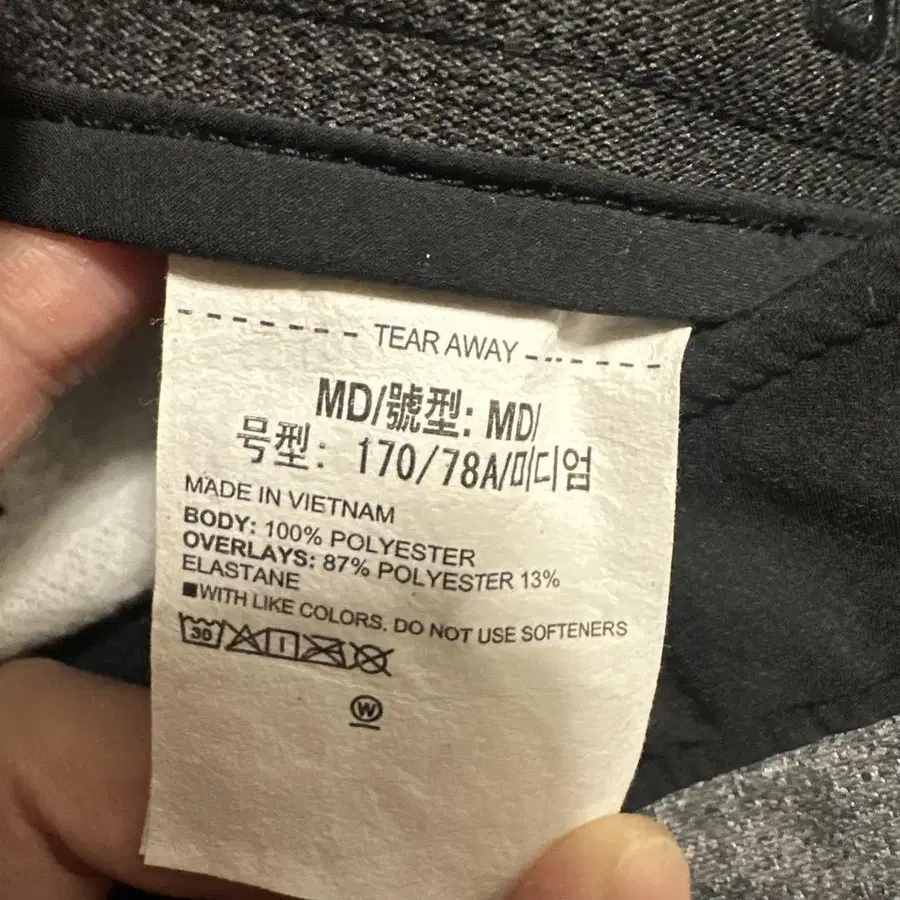 TEAR AWAY
MD/號型: MD/
号型: 170/78A/미디엄
MADE IN VIETNAM
BODY: 100% POLYESTER
OVERLAYS: 87% POLYESTER 13%
ELASTANE
■WITH LIKE COLORS. DO NOT USE SOFTENERS
30
W